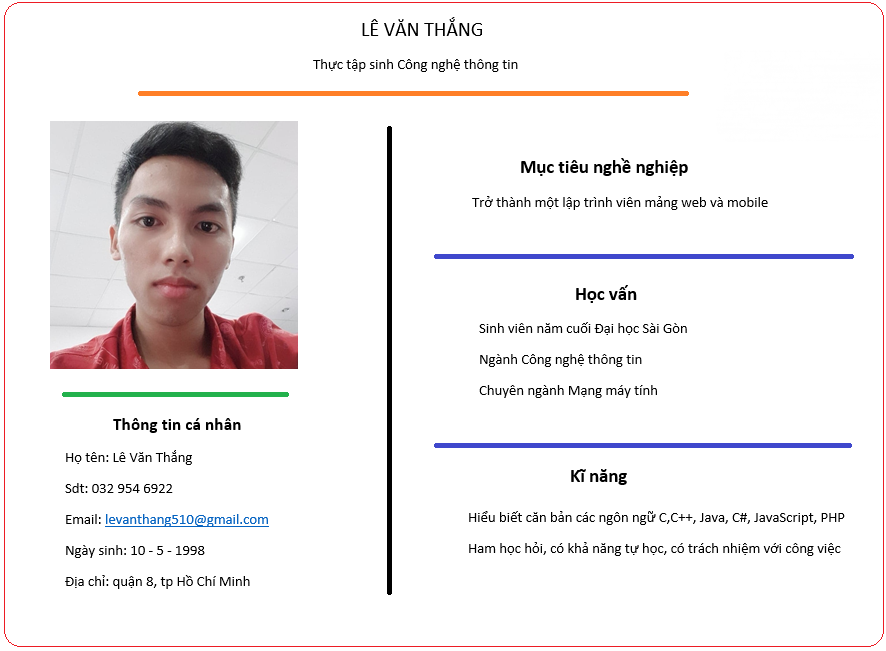 LÊ VĂN THẮNG
Thực tập sinh Công nghệ thông tin
Thông tin cá nhân
Họ tên: Lê Văn Thắng
Sdt: 032 954 6922
Email: levanthang510@gmail.com
Ngày sinh: 10 - 5 - 1998
Địa chỉ: quận 8, tp Hồ Chí Minh
Mục tiêu nghề nghiệp
Trở thành một lập trình viên mảng web và mobile
Học vấn
Sinh viên năm cuối Đại học Sài Gòn
Ngành Công nghệ thông tin
Chuyên ngành Mạng máy tính
Kĩ năng
Hiểu biết căn bản các ngôn ngữ C,C++, Java, C#, JavaScript, PHP
Ham học hỏi, có khả năng tự học, có trách nhiệm với công việc